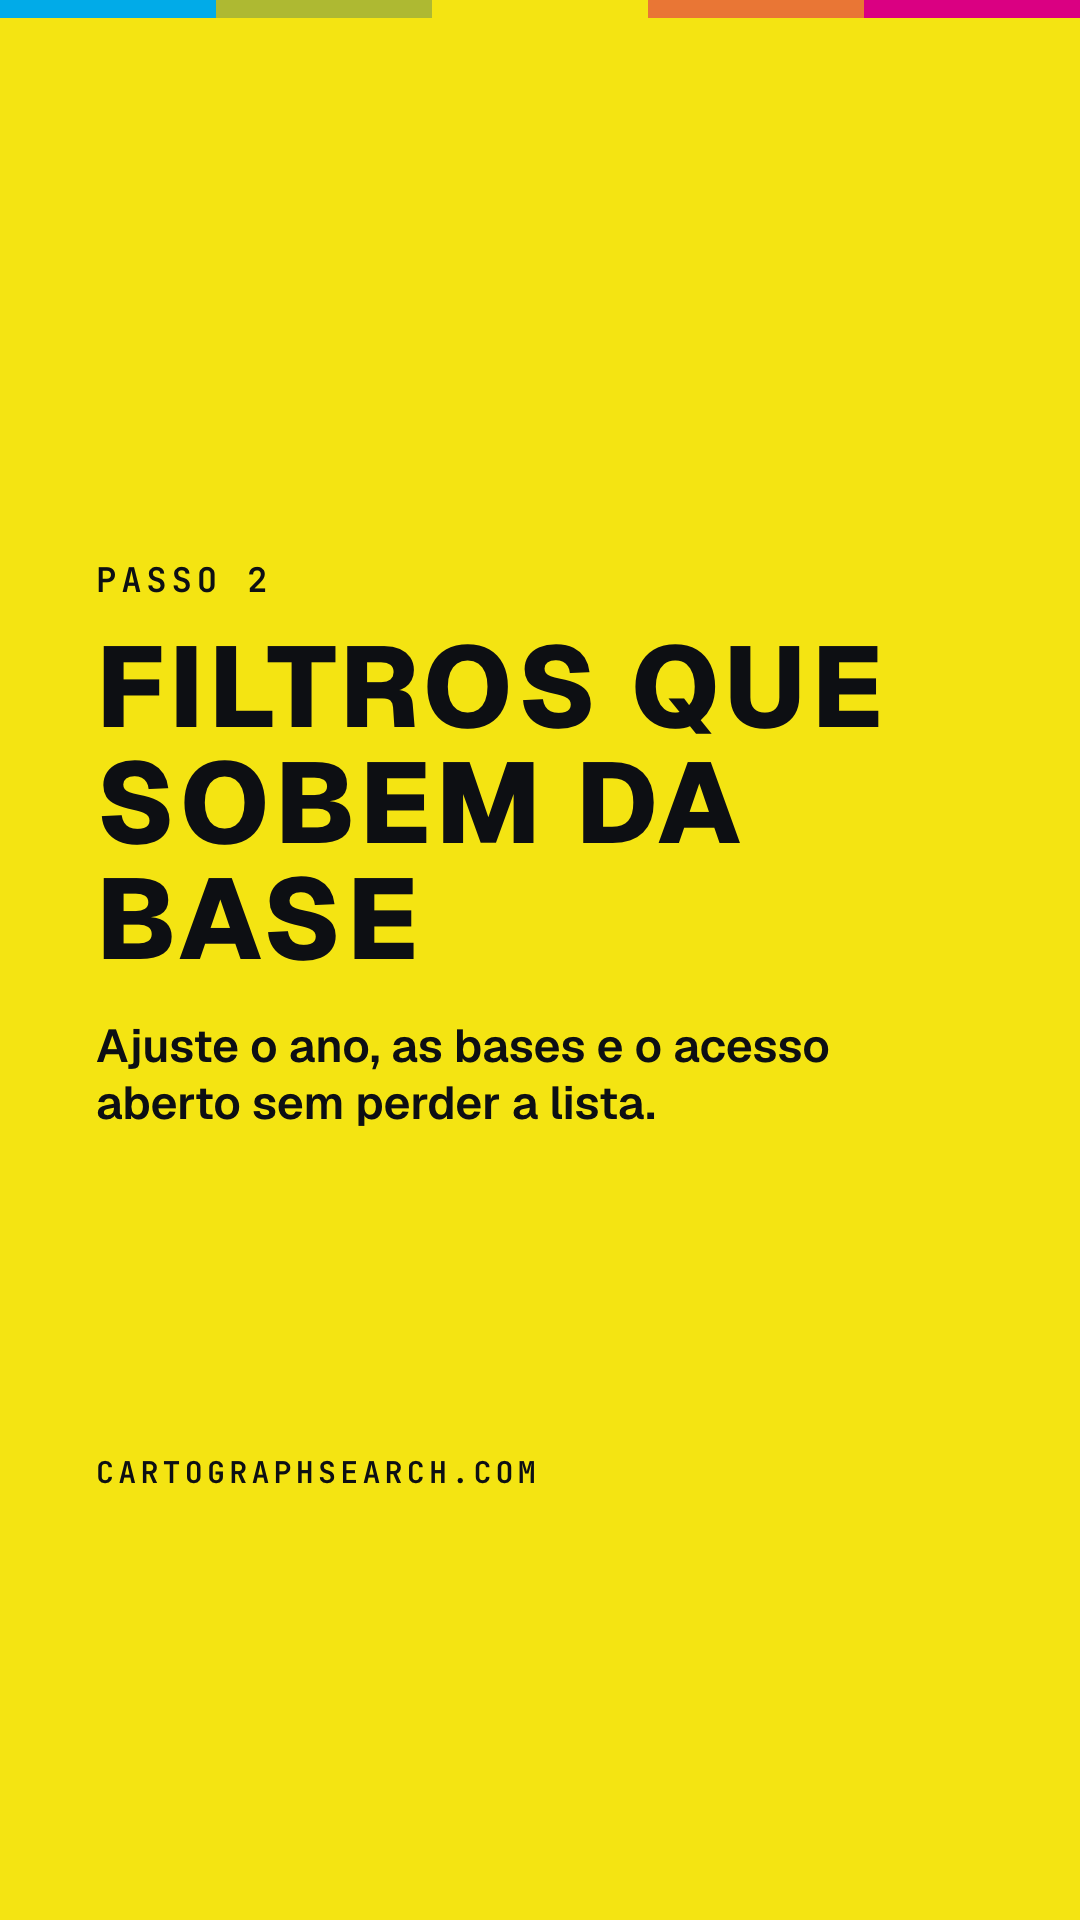 PASSO 2
FILTROS QUE
SOBEM DA
BASE
Ajuste o ano, as bases e o acesso
aberto sem perder a lista.
CARTOGRAPHSEARCH.COM